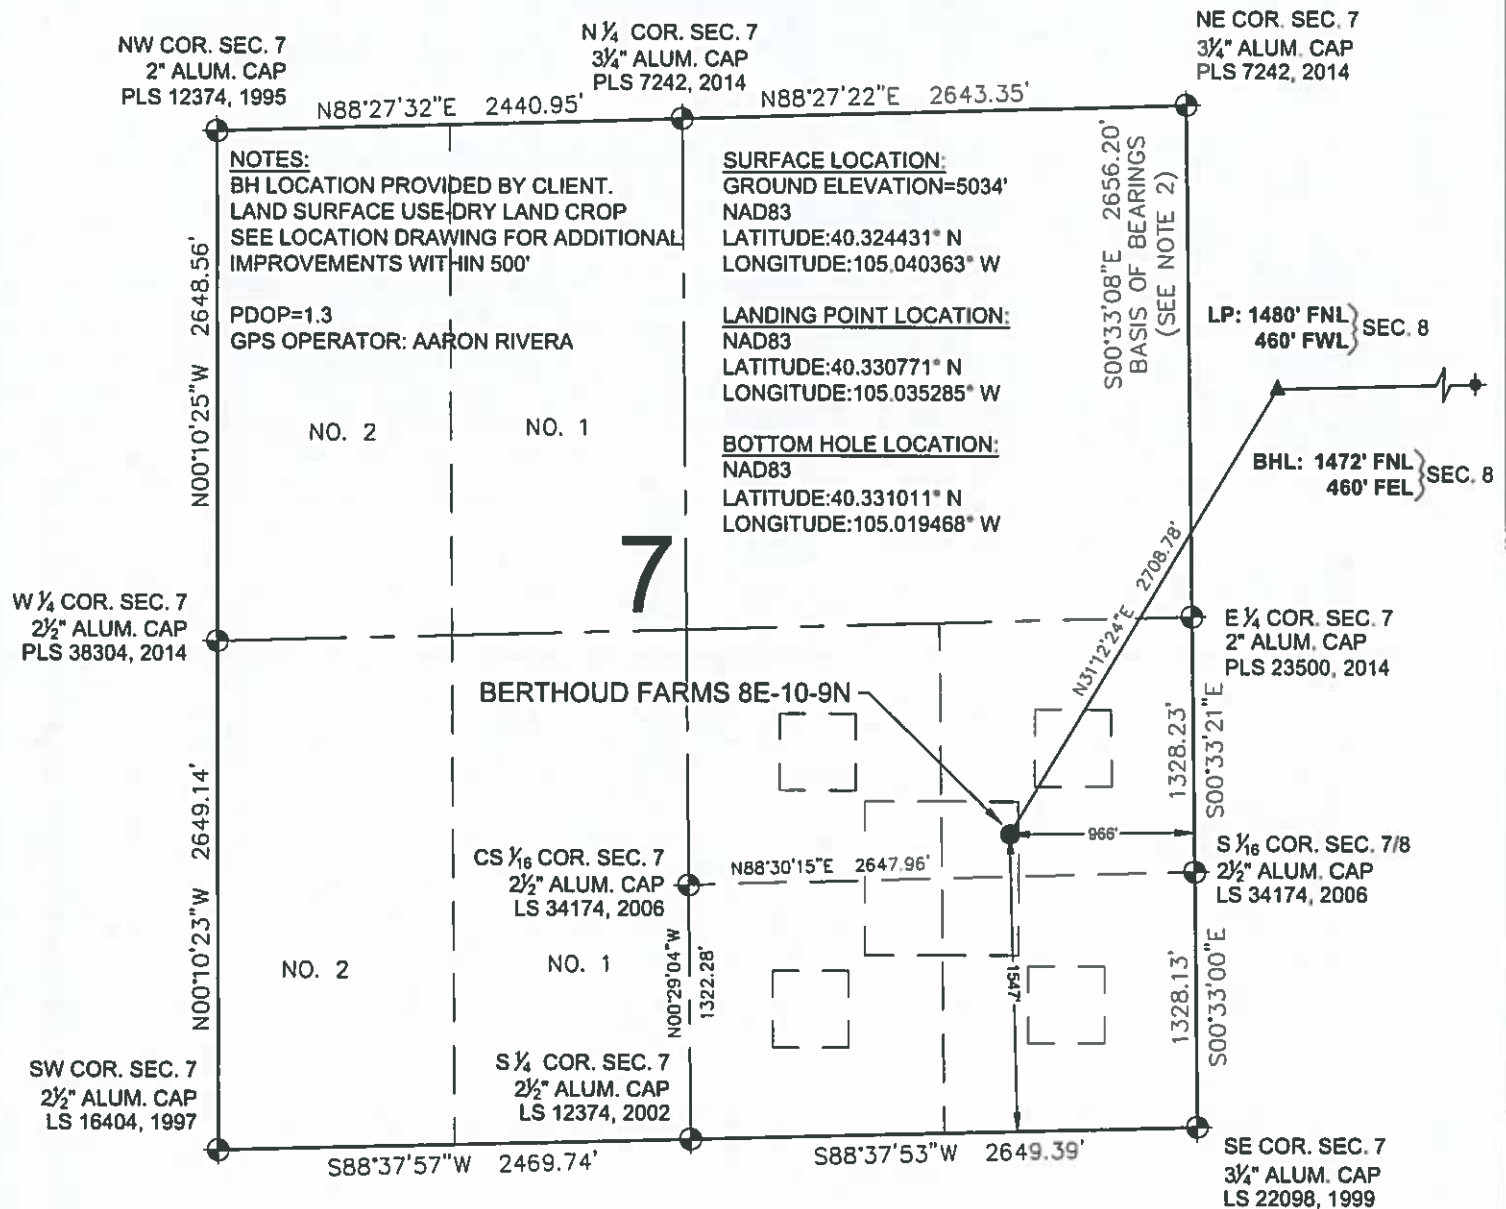 NW COR. SEC. 7
2" ALUM. CAP
PLS 12374, 1995
N ¼ COR. SEC. 7
3¼" ALUM. CAP
PLS 7242, 2014
NE COR. SEC. 7
3¼" ALUM. CAP
PLS 7242, 2014
N88°27'32"E 2440.95'
N88°27'22"E 2643.35'
NOTES:
BH LOCATION PROVIDED BY CLIENT.
LAND SURFACE USE-DRY LAND CROP
SEE LOCATION DRAWING FOR ADDITIONAL
IMPROVEMENTS WITHIN 500'
PDOP=1.3
GPS OPERATOR: AARON RIVERA
SURFACE LOCATION:
GROUND ELEVATION=5034'
NAD83
LATITUDE:40.324431° N
LONGITUDE:105.040363° W
LANDING POINT LOCATION:
NAD83
LATITUDE:40.330771° N
LONGITUDE:105.035285° W
BOTTOM HOLE LOCATION:
NAD83
LATITUDE:40.331011° N
LONGITUDE:105.019468° W
S00°33'08"E 2656.20'
BASIS OF BEARINGS
(SEE NOTE 2)
LP: 1480' FNL
460' FWL
SEC. 8
BHL: 1472' FNL
460' FEL
SEC. 8
N00°10'25"W 2648.56'
NO. 2
NO. 1
7
N31°12'24"E 2708.78'
W ¼ COR. SEC. 7
2½" ALUM. CAP
PLS 38304, 2014
E ¼ COR. SEC. 7
2" ALUM. CAP
PLS 23500, 2014
BERTHOUD FARMS 8E-10-9N
1328.23'
S00°33'21"E
966'
N00°10'23"W 2649.14'
CS 1/16 COR. SEC. 7
2½" ALUM. CAP
LS 34174, 2006
N88°30'15"E 2647.96'
S 1/16 COR. SEC. 7/8
2½" ALUM. CAP
LS 34174, 2006
NO. 2
NO. 1
N00°29'04"W
1322.28'
1547'
1328.13'
S00°33'00"E
SW COR. SEC. 7
2½" ALUM. CAP
LS 16404, 1997
S ¼ COR. SEC. 7
2½" ALUM. CAP
LS 12374, 2002
S88°37'57"W 2469.74'
S88°37'53"W 2649.39'
SE COR. SEC. 7
3¼" ALUM. CAP
LS 22098, 1999